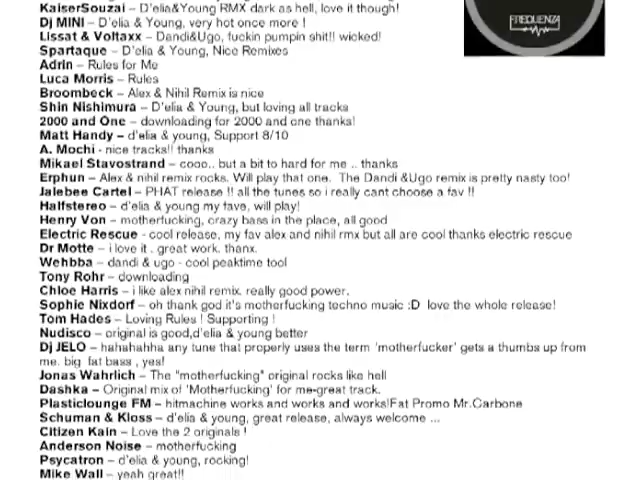 KaiserSouzai – D'elia&Young RMX dark as hell, love it though!
Dj MINI – D'elia & Young, very hot once more !
Lissat & Voltaxx – Dandi&Ugo, fuckin pumpin shit!! wicked!
Spartaque – D'elia & Young, Nice Remixes
Adrin – Rules for Me
Luca Morris – Rules
Broombeck – Alex & Nihil Remix is nice
Shin Nishimura – D'elia & Young, but loving all tracks
2000 and One – downloading for 2000 and one thanks!
Matt Handy – d'elia & young, Support 8/10
A. Mochi - nice tracks!! thanks
Mikael Stavostrand – cooo.. but a bit to hard for me .. thanks
Erphun – Alex & nihil remix rocks. Will play that one. The Dandi &Ugo remix is pretty nasty too!
Jalebee Cartel – PHAT release !! all the tunes so i really cant choose a fav !!
Halfstereo – d'elia & young my fave, will play!
Henry Von – motherfucking, crazy bass in the place, all good
Electric Rescue - cool release, my fav alex and nihil rmx but all are cool thanks electric rescue
Dr Motte – i love it . great work. thanx.
Wehbba – dandi & ugo - cool peaktime tool
Tony Rohr – downloading
Chloe Harris – i like alex nihil remix. really good power.
Sophie Nixdorf – oh thank god it's motherfucking techno music :D love the whole release!
Tom Hades – Loving Rules ! Supporting !
Nudisco – original is good,d'elia & young better
Dj JELO – hahahahha any tune that properly uses the term 'motherfucker' gets a thumbs up from
me. big fat bass , yes!
Jonas Wahrlich – The "motherfucking" original rocks like hell
Dashka – Original mix of 'Motherfucking' for me-great track.
Plasticlounge FM – hitmachine works and works and works!Fat Promo Mr.Carbone
Schuman & Kloss – d'elia & young, great release, always welcome ...
Citizen Kain – Love the 2 originals !
Anderson Noise – motherfucking
Psycatron – d'elia & young, rocking!
Mike Wall – yeah great!!
FREQUENZA